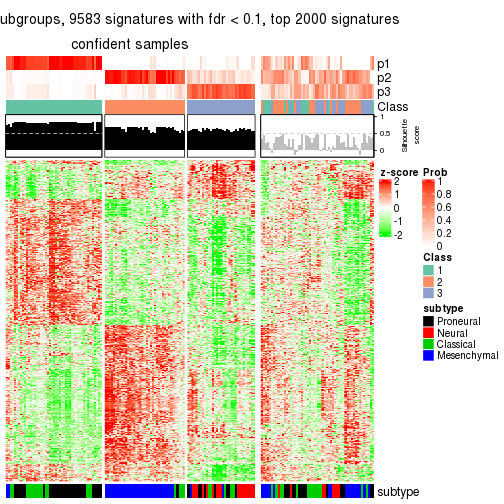 ubgroups, 9583 signatures with fdr < 0.1, top 2000 signatures
confident samples
p1
p2
p3
Class
1
0.5
0
Silhouette
score
z-score
2
1
0
-1
-2
Prob
1
0.8
0.6
0.4
0.2
0
Class
1
2
3
subtype
Proneural
Neural
Classical
Mesenchymal
subtype